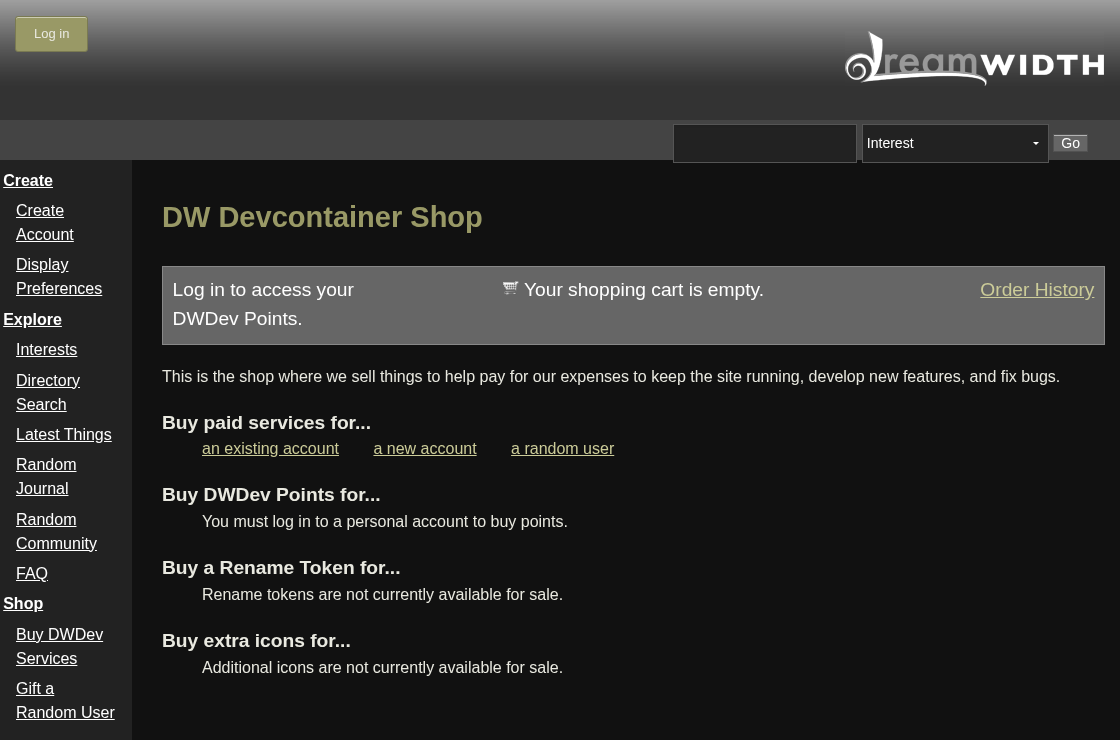 Log in
dreamwidth
Interest
Go
Create
Create
Account
Display
Preferences
Explore
Interests
Directory
Search
Latest Things
Random
Journal
Random
Community
FAQ
Shop
Buy DWDev
Services
Gift a
Random User
DW Devcontainer Shop
Log in to access your
DWDev Points.
Your shopping cart is empty.
Order History
This is the shop where we sell things to help pay for our expenses to keep the site running, develop new features, and fix bugs.
Buy paid services for...
an existing account a new account a random user
Buy DWDev Points for...
You must log in to a personal account to buy points.
Buy a Rename Token for...
Rename tokens are not currently available for sale.
Buy extra icons for...
Additional icons are not currently available for sale.